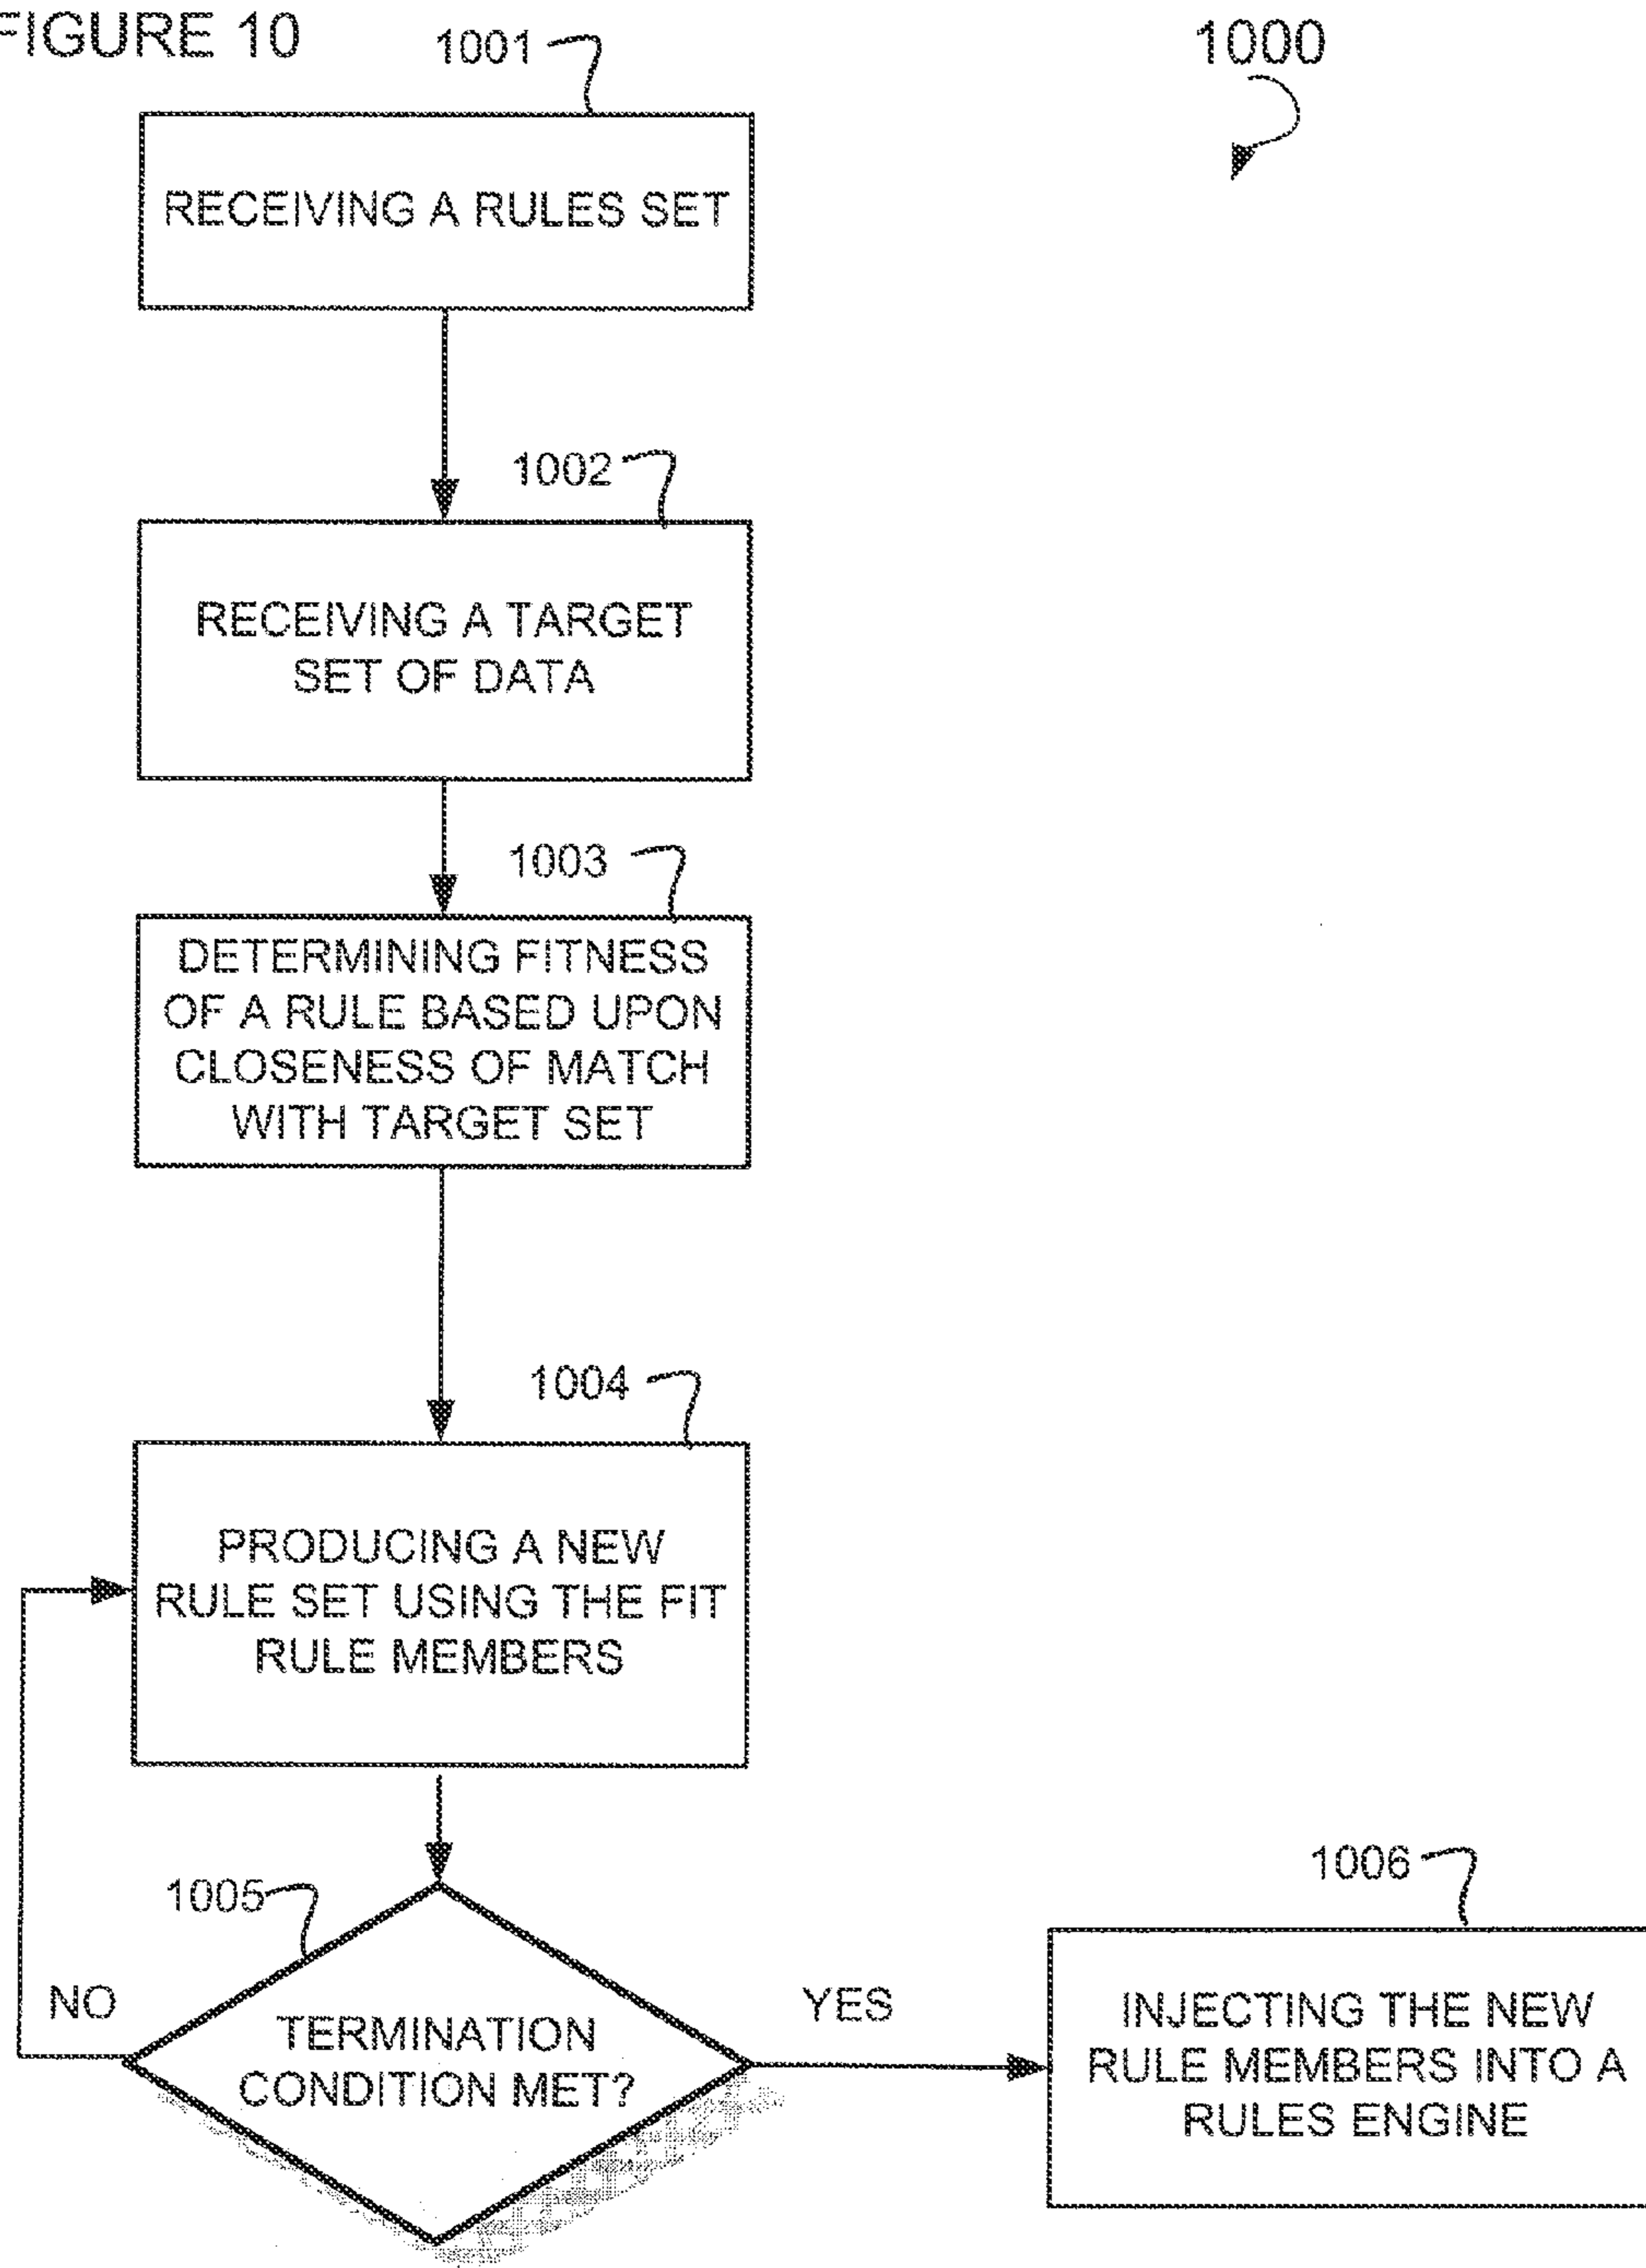 FIGURE 10
1001
1000
RECEIVING A RULES SET
1002
RECEIVING A TARGET
SET OF DATA
1003
DETERMINING FITNESS
OF A RULE BASED UPON
CLOSENESS OF MATCH
WITH TARGET SET
1004
PRODUCING A NEW
RULE SET USING THE FIT
RULE MEMBERS
1005
NO
TERMINATION
CONDITION MET?
YES
1006
INJECTING THE NEW
RULE MEMBERS INTO A
RULES ENGINE